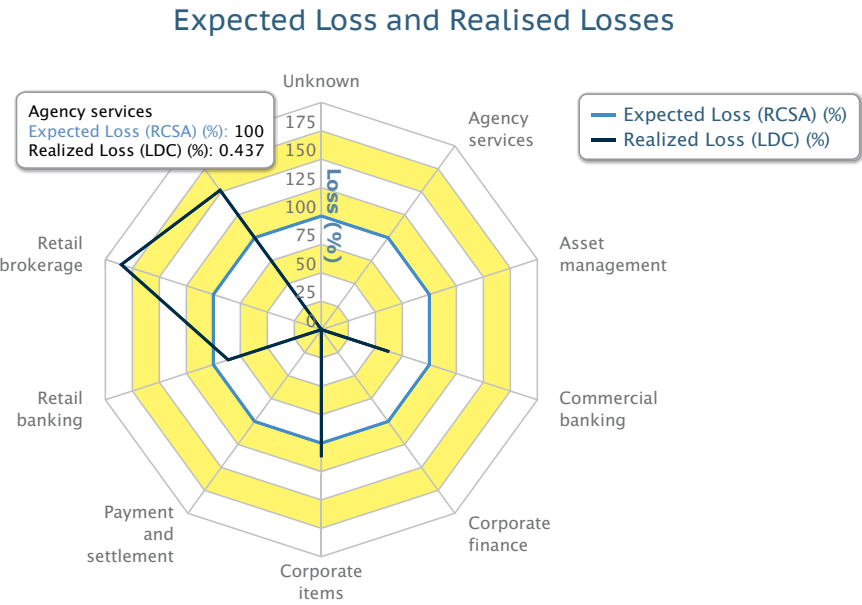 Expected Loss and Realised Losses
Unknown
Agency services
Expected Loss (RCSA) (%): 100
Realized Loss (LDC) (%): 0.437
Expected Loss (RCSA) (%)
Realized Loss (LDC) (%)
Agency
services
175
150
125
100
75
50
25
0
Loss (%)
Retail
brokerage
Asset
management
Retail
banking
Commercial
banking
Payment
and
settlement
Corporate
finance
Corporate
items